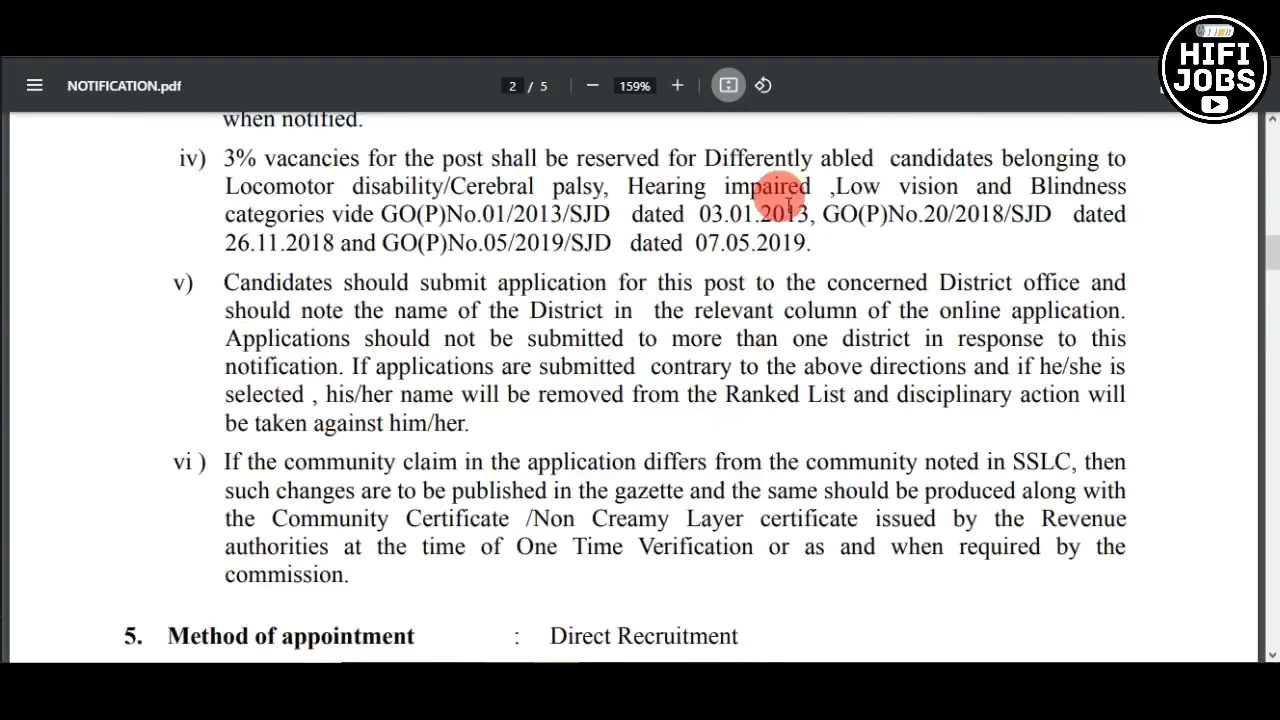 HIFI
JOBS
NOTIFICATION.pdf
2 / 5
159%
when notified.
iv) 3% vacancies for the post shall be reserved for Differently abled candidates belonging to
Locomotor disability/Cerebral palsy, Hearing impaired ,Low vision and Blindness
categories vide GO(P)No.01/2013/SJD dated 03.01.2013, GO(P)No.20/2018/SJD dated
26.11.2018 and GO(P)No.05/2019/SJD dated 07.05.2019.
v) Candidates should submit application for this post to the concerned District office and
should note the name of the District in the relevant column of the online application.
Applications should not be submitted to more than one district in response to this
notification. If applications are submitted contrary to the above directions and if he/she is
selected , his/her name will be removed from the Ranked List and disciplinary action will
be taken against him/her.
vi ) If the community claim in the application differs from the community noted in SSLC, then
such changes are to be published in the gazette and the same should be produced along with
the Community Certificate /Non Creamy Layer certificate issued by the Revenue
authorities at the time of One Time Verification or as and when required by the
commission.
5. Method of appointment : Direct Recruitment